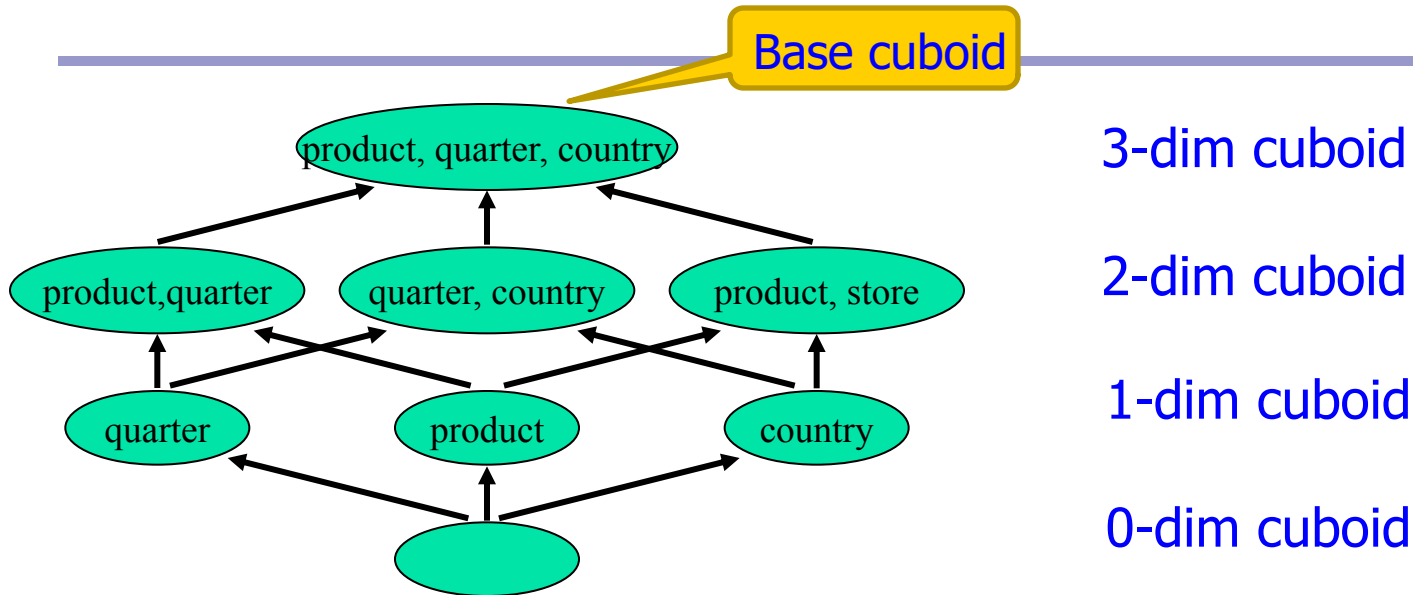 Base cuboid
product, quarter, country
3-dim cuboid
product,quarter
quarter, country
product, store
2-dim cuboid
quarter
product
country
1-dim cuboid
0-dim cuboid